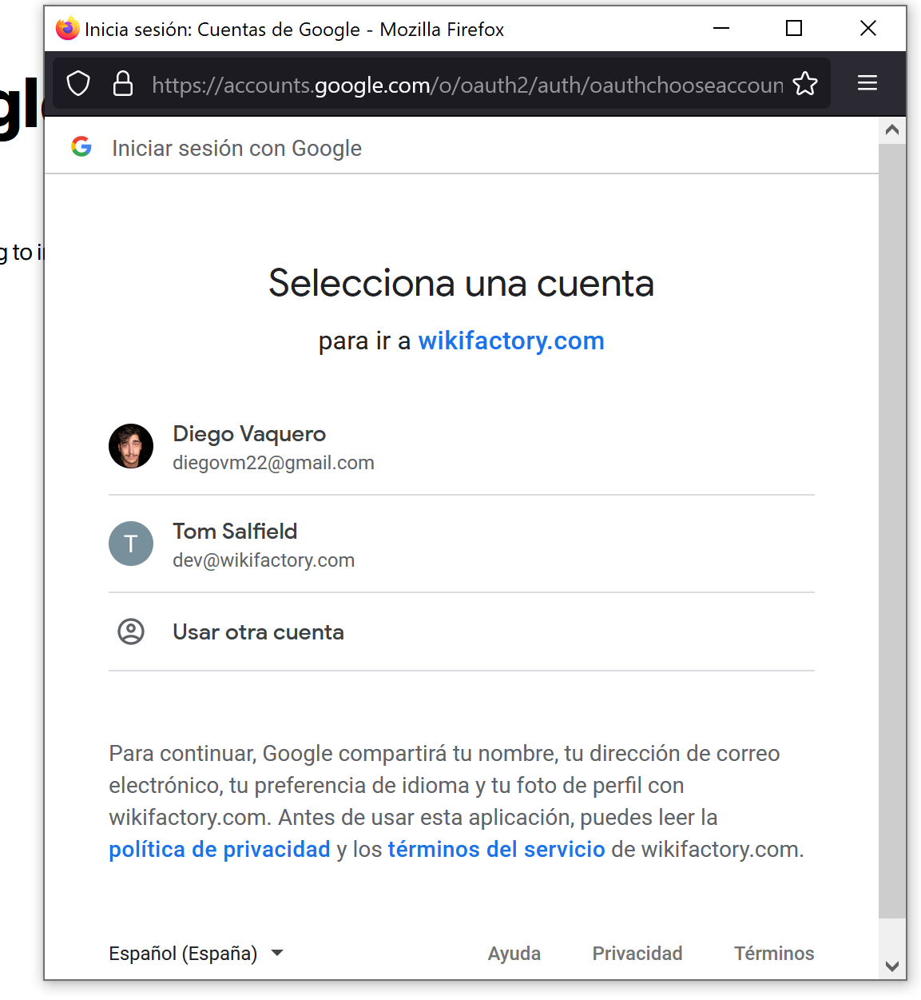 Inicia sesión: Cuentas de Google - Mozilla Firefox
https://accounts.google.com/o/oauth2/auth/oauthchooseaccoun
Iniciar sesión con Google
g to
Selecciona una cuenta
para ir a wikifactory.com
Diego Vaquero
diegovm22@gmail.com
T
Tom Salfield
dev@wikifactory.com
Usar otra cuenta
Para continuar, Google compartirá tu nombre, tu dirección de correo
electrónico, tu preferencia de idioma y tu foto de perfil con
wikifactory.com. Antes de usar esta aplicación, puedes leer la
política de privacidad y los términos del servicio de wikifactory.com.
Español (España)
Ayuda
Privacidad
Términos